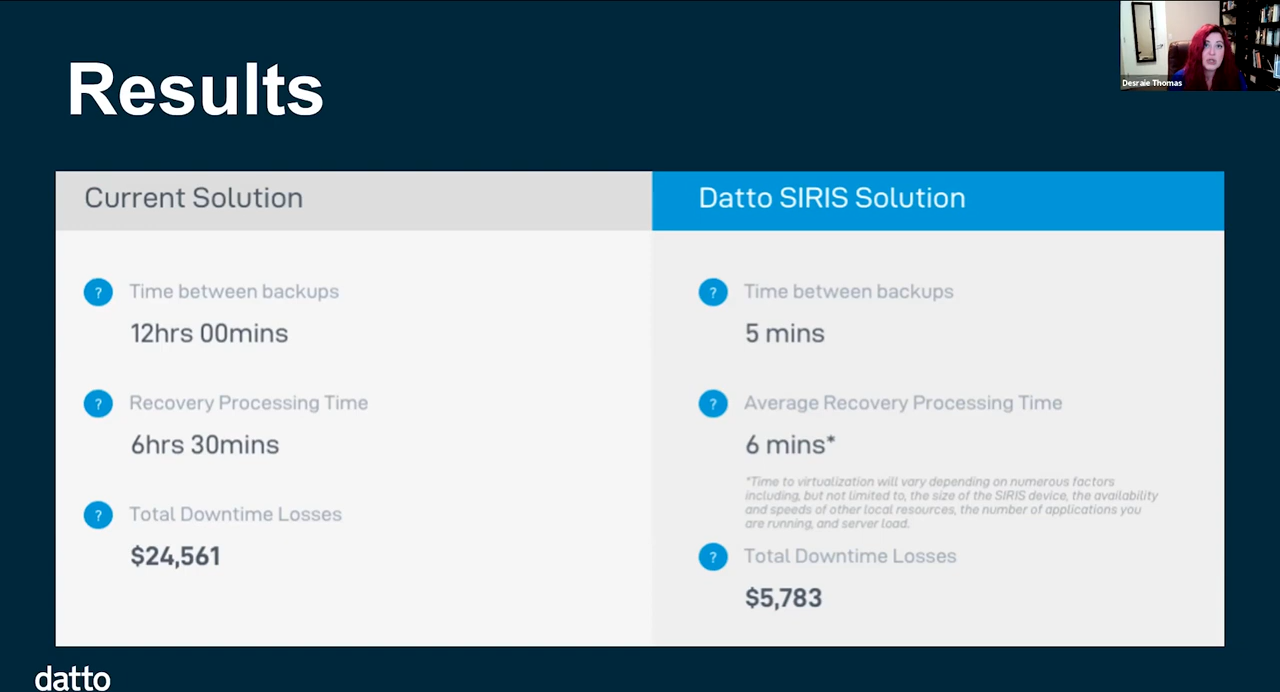 Results
Desraie Thomas
Current Solution
Datto SIRIS Solution
? Time between backups
12hrs 00mins
? Recovery Processing Time
6hrs 30mins
? Total Downtime Losses
$24,561
? Time between backups
5 mins
? Average Recovery Processing Time
6 mins*
*Time to virtualization will vary depending on numerous factors
including, but not limited to, the size of the SIRIS device, the availability
and speeds of other local resources, the number of applications you
are running, and server load.
? Total Downtime Losses
$5,783
datto